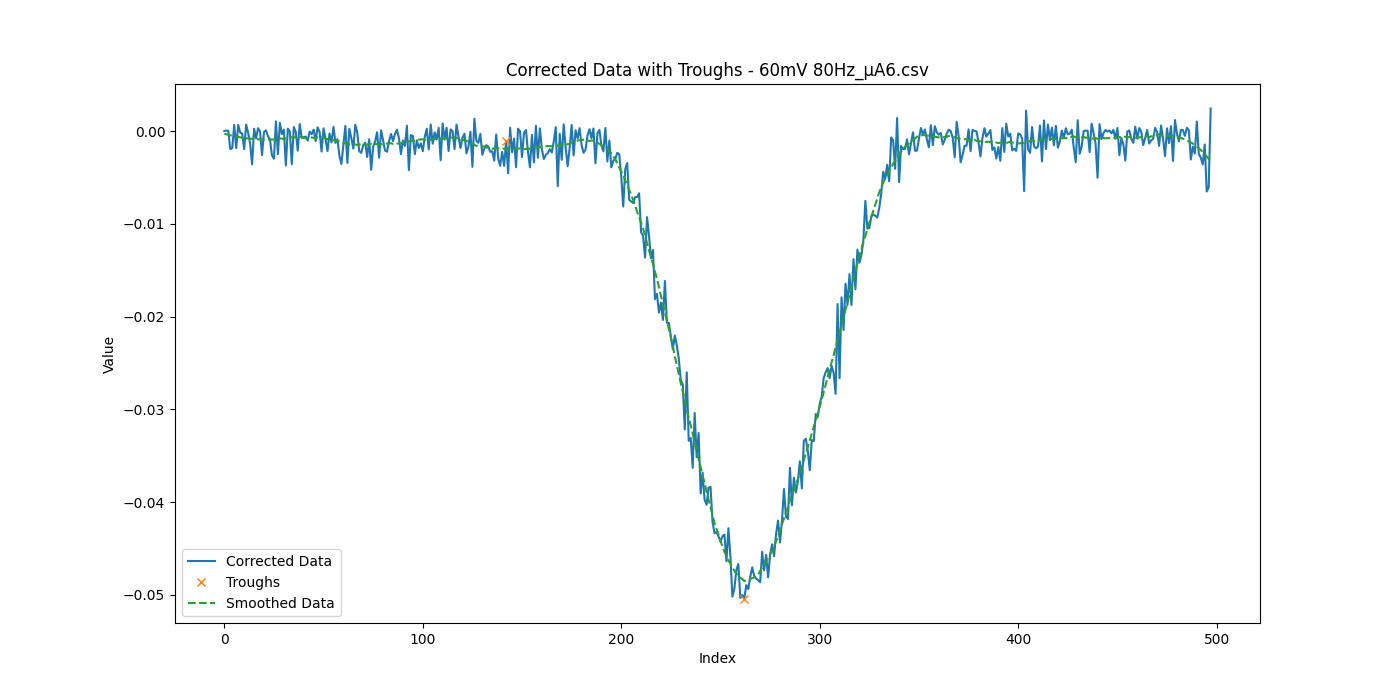 Corrected Data with Troughs - 60mV 80Hz_μA6.csv
0.00
−0.01
−0.02
−0.03
−0.04
−0.05
Value
Corrected Data
Troughs
Smoothed Data
0
100
200
300
400
500
Index